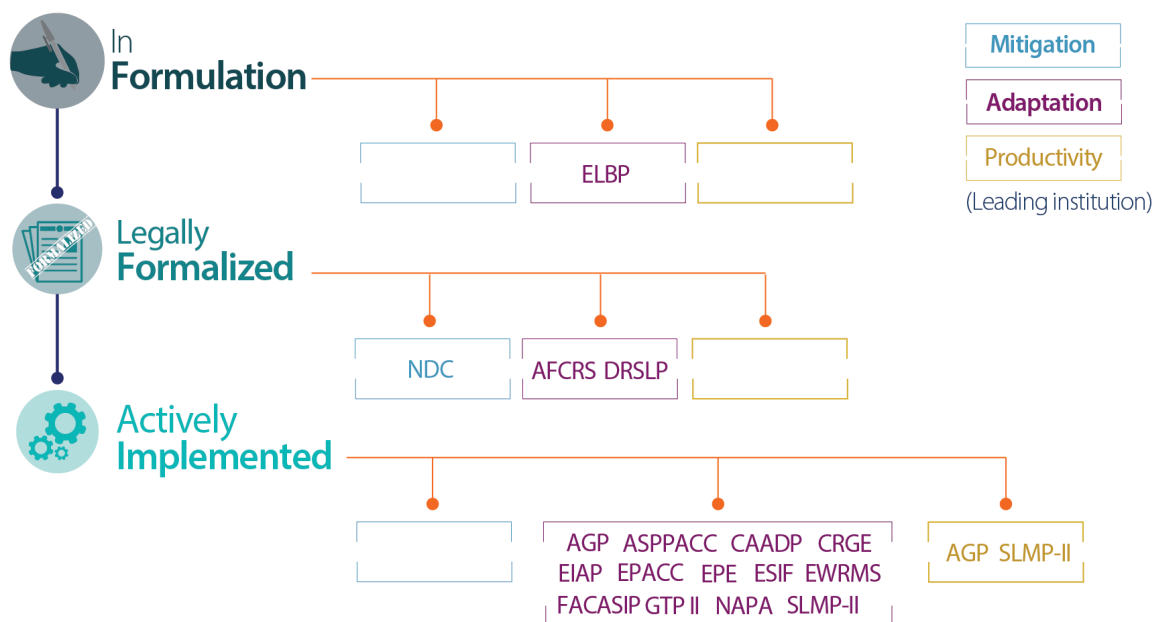 In
Formulation
Mitigation
Adaptation
Productivity
(Leading institution)
ELBP
FORMALIZED
Legally
Formalized
NDC
AFCRS DRSLP
Actively
Implemented
AGP ASPPACC CAADP CRGE
EIAP EPACC EPE ESIF EWRMS
FACASIP GTP II NAPA SLMP-II
AGP SLMP-II